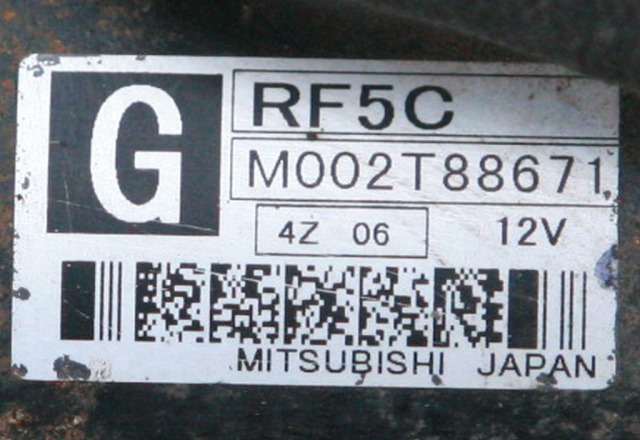 G
RF5C
M002T88671
4Z 06
12V
MITSUBISHI JAPAN